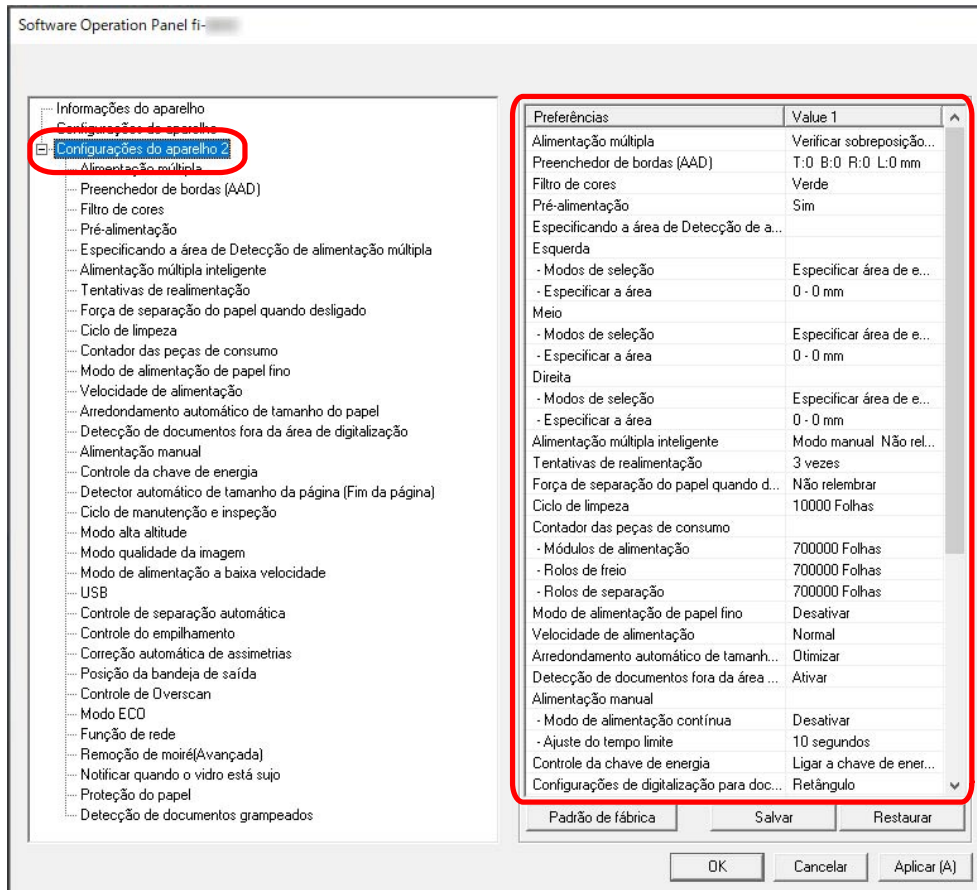 Software Operation Panel fi-
Informações do aparelho
Configurações do aparelho
Configurações do aparelho 2
Alimentação múltipla
Preenchedor de bordas (AAD)
Filtro de cores
Pré-alimentação
Especificando a área de Detecção de alimentação múltipla
Alimentação múltipla inteligente
Tentativas de realimentação
Força de separação do papel quando desligado
Ciclo de limpeza
Contador das peças de consumo
Modo de alimentação de papel fino
Velocidade de alimentação
Arredondamento automático de tamanho do papel
Detecção de documentos fora da área de digitalização
Alimentação manual
Controle da chave de energia
Detector automático de tamanho da página (Fim da página)
Ciclo de manutenção e inspeção
Modo alta altitude
Modo qualidade da imagem
Modo de alimentação a baixa velocidade
USB
Controle de separação automática
Controle do empilhamento
Correção automática de assimetrias
Posição da bandeja de saída
Controle de Overscan
Modo ECO
Função de rede
Remoção de moiré(Avançada)
Notificar quando o vidro está sujo
Proteção do papel
Detecção de documentos grampeados
Preferências Value 1
Alimentação múltipla Verificar sobreposição...
Preenchedor de bordas (AAD) T:0 B:0 R:0 L:0 mm
Filtro de cores Verde
Pré-alimentação Sim
Especificando a área de Detecção de a...
Esquerda
- Modos de seleção Especificar área de e...
- Especificar a área 0 - 0 mm
Meio
- Modos de seleção Especificar área de e...
- Especificar a área 0 - 0 mm
Direita
- Modos de seleção Especificar área de e...
- Especificar a área 0 - 0 mm
Alimentação múltipla inteligente Modo manual Não rel...
Tentativas de realimentação 3 vezes
Força de separação do papel quando d... Não relembrar
Ciclo de limpeza 10000 Folhas
Contador das peças de consumo
- Módulos de alimentação 700000 Folhas
- Rolos de freio 700000 Folhas
- Rolos de separação 700000 Folhas
Modo de alimentação de papel fino Desativar
Velocidade de alimentação Normal
Arredondamento automático de tamanh... Otimizar
Detecção de documentos fora da área ... Ativar
Alimentação manual
- Modo de alimentação contínua Desativar
- Ajuste do tempo limite 10 segundos
Controle da chave de energia Ligar a chave de ener...
Configurações de digitalização para doc... Retângulo
Padrão de fábrica Salvar Restaurar
OK Cancelar Aplicar (A)